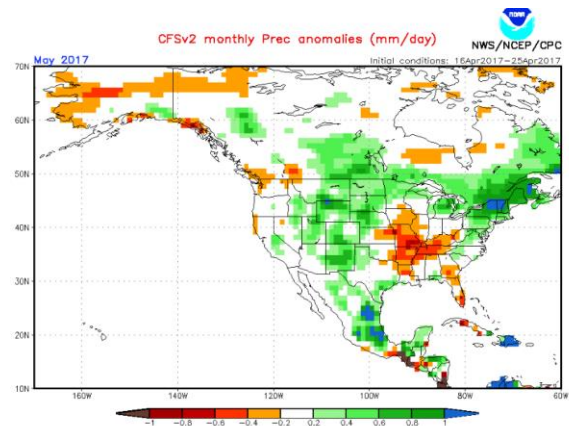 NOAA
CFSv2 monthly Prec anomalies (mm/day)
NWS/NCEP/CPC
May 2017
Initial conditions: 16Apr2017-25Apr2017
70N
60N
50N
40N
30N
20N
10N
160W 140W 120W 100W 80W 60W
-1 -0.8 -0.6 -0.4 -0.2 0.2 0.4 0.6 0.8 1